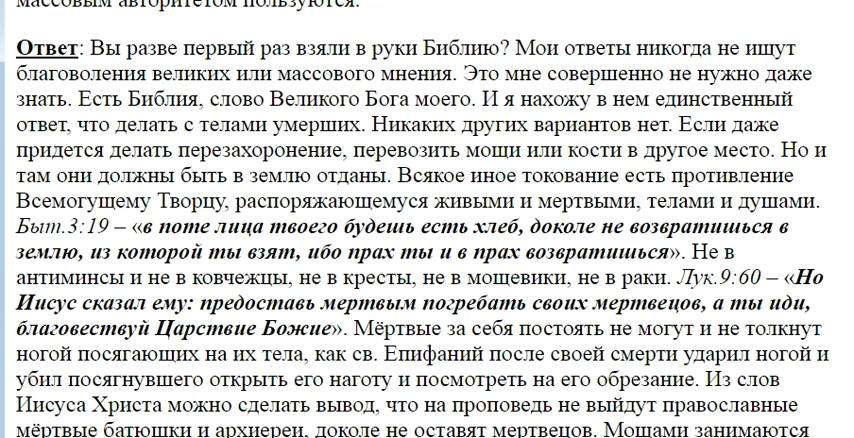 массовым авторитетом пользуются.
Ответ: Вы разве первый раз взяли в руки Библию? Мои ответы никогда не ищут
благоволения великих или массового мнения. Это мне совершенно не нужно даже
знать. Есть Библия, слово Великого Бога моего. И я нахожу в нем единственный
ответ, что делать с телами умерших. Никаких других вариантов нет. Если даже
придется делать перезахоронение, перевозить мощи или кости в другое место. Но и
там они должны быть в землю отданы. Всякое иное токование есть противление
Всемогущему Творцу, распоряжающемуся живыми и мертвыми, телами и душами.
Быт.3:19 – «в поте лица твоего будешь есть хлеб, доколе не возвратишься в
землю, из которой ты взят, ибо прах ты и в прах возвратишься». Не в
антиминсы и не в ковчежцы, не в кресты, не в мощевики, не в раки. Лук.9:60 – «Но
Иисус сказал ему: предоставь мертвым погребать своих мертвецов, а ты иди,
благовествуй Царствие Божие». Мёртвые за себя постоять не могут и не толкнут
ногой посягающих на их тела, как св. Епифаний после своей смерти ударил ногой и
убил посягнувшего открыть его наготу и посмотреть на его обрезание. Из слов
Иисуса Христа можно сделать вывод, что на проповедь не выйдут православные
мёртвые батюшки и архиереи, доколе не оставят мертвецов. Мощами занимаются